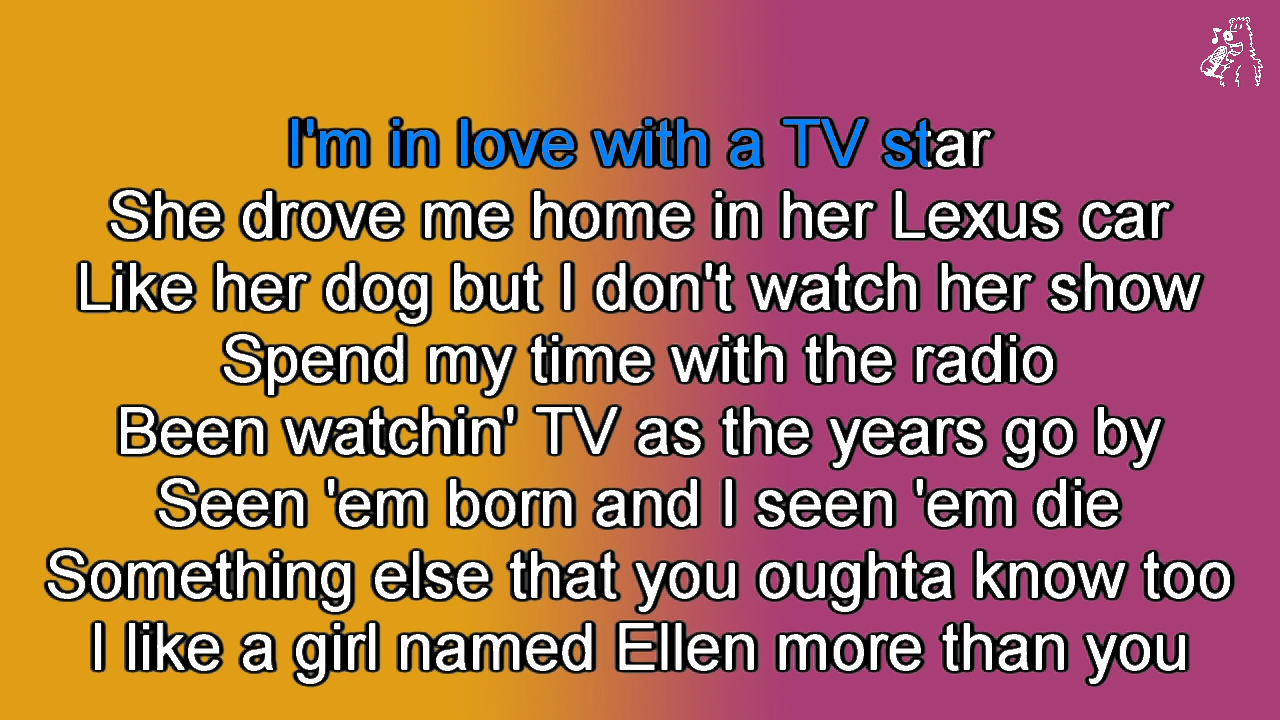 I'm in love with a TV star
She drove me home in her Lexus car
Like her dog but I don't watch her show
Spend my time with the radio
Been watchin' TV as the years go by
Seen 'em born and I seen 'em die
Something else that you oughta know too
I like a girl named Ellen more than you